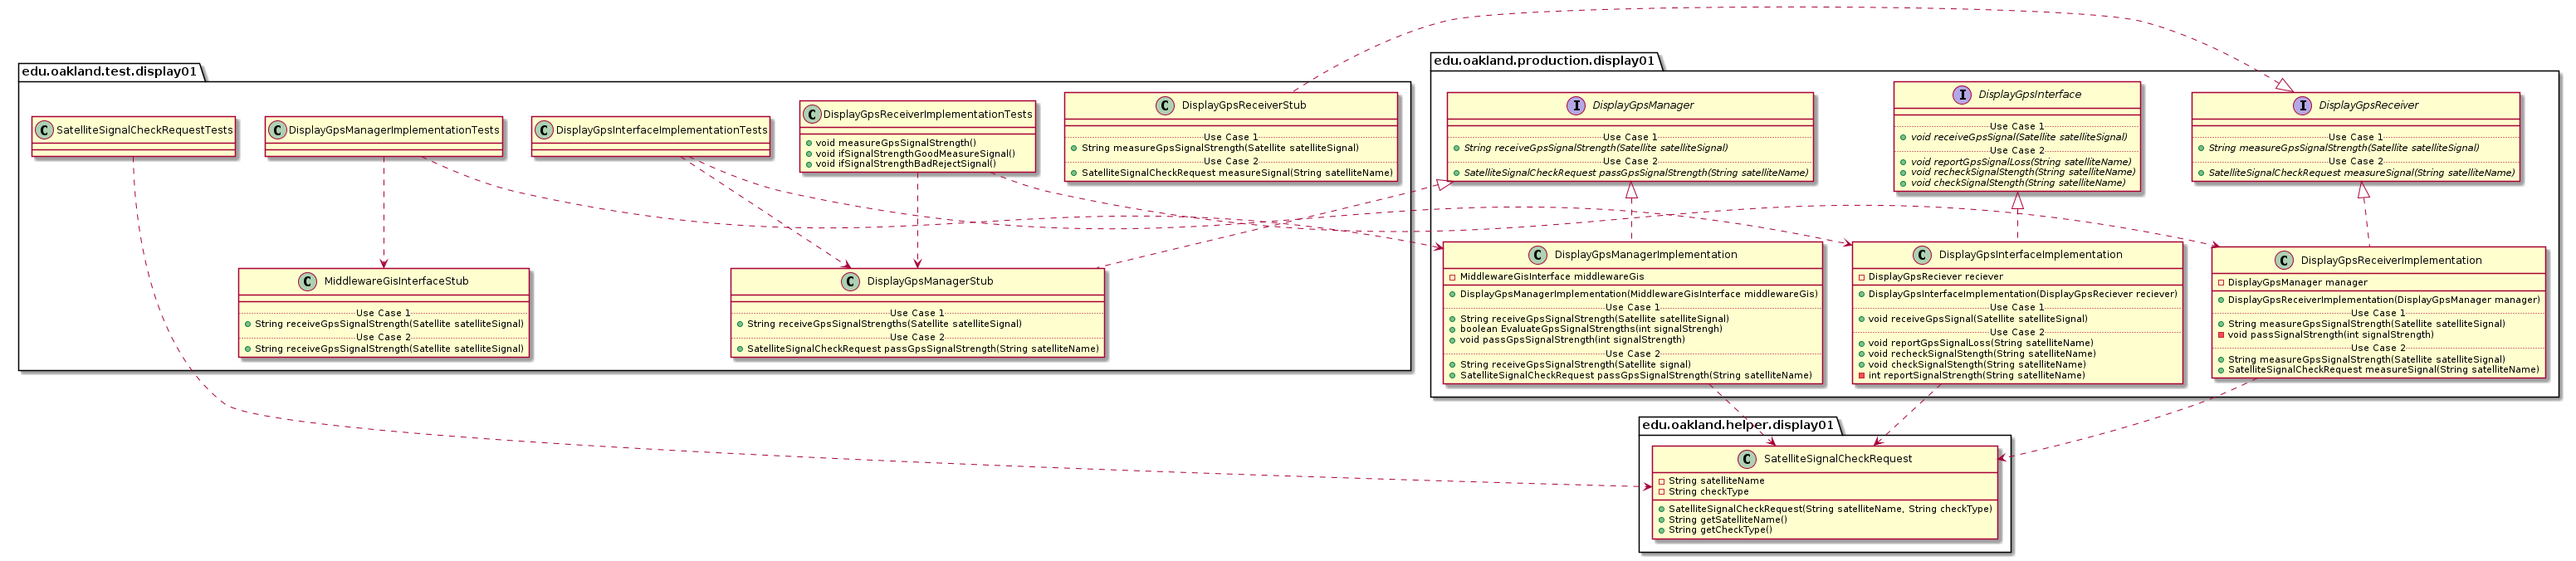 edu.oakland.test.display01
SatelliteSignalCheckRequestTests
DisplayGpsManagerImplementationTests
DisplayGpsInterfaceImplementationTests
DisplayGpsReceiverImplementationTests
void measureGpsSignalStrength()
void ifSignalStrengthGoodMeasureSignal()
void ifSignalStrengthBadRejectSignal()
DisplayGpsReceiverStub
Use Case 1
String measureGpsSignalStrength(Satellite satelliteSignal)
Use Case 2
SatelliteSignalCheckRequest measureSignal(String satelliteName)
MiddlewareGisInterfaceStub
Use Case 1
String receiveGpsSignalStrength(Satellite satelliteSignal)
Use Case 2
String receiveGpsSignalStrength(Satellite satelliteSignal)
DisplayGpsManagerStub
Use Case 1
String receiveGpsSignalStrengths(Satellite satelliteSignal)
Use Case 2
SatelliteSignalCheckRequest passGpsSignalStrength(String satelliteName)
edu.oakland.production.display01
DisplayGpsManager
Use Case 1
String receiveGpsSignalStrength(Satellite satelliteSignal)
Use Case 2
SatelliteSignalCheckRequest passGpsSignalStrength(String satelliteName)
DisplayGpsInterface
Use Case 1
void receiveGpsSignal(Satellite satelliteSignal)
Use Case 2
void reportGpsSignalLoss(String satelliteName)
void recheckSignalStength(String satelliteName)
void checkSignalStength(String satelliteName)
DisplayGpsReceiver
Use Case 1
String measureGpsSignalStrength(Satellite satelliteSignal)
Use Case 2
SatelliteSignalCheckRequest measureSignal(String satelliteName)
DisplayGpsManagerImplementation
MiddlewareGisInterface middlewareGis
DisplayGpsManagerImplementation(MiddlewareGisInterface middlewareGis)
Use Case 1
String receiveGpsSignalStrength(Satellite satelliteSignal)
boolean EvaluateGpsSignalStrengths(int signalStrengh)
void passGpsSignalStrength(int signalStrength)
Use Case 2
String receiveGpsSignalStrength(Satellite signal)
SatelliteSignalCheckRequest passGpsSignalStrength(String satelliteName)
DisplayGpsInterfaceImplementation
DisplayGpsReciever reciever
DisplayGpsInterfaceImplementation(DisplayGpsReciever reciever)
Use Case 1
void receiveGpsSignal(Satellite satelliteSignal)
Use Case 2
void reportGpsSignalLoss(String satelliteName)
void recheckSignalStength(String satelliteName)
void checkSignalStength(String satelliteName)
int reportSignalStrength(String satelliteName)
DisplayGpsReceiverImplementation
DisplayGpsManager manager
DisplayGpsReceiverImplementation(DisplayGpsManager manager)
Use Case 1
String measureGpsSignalStrength(Satellite satelliteSignal)
void passSignalStrength(int signalStrength)
Use Case 2
String measureGpsSignalStrength(Satellite satelliteSignal)
SatelliteSignalCheckRequest measureSignal(String satelliteName)
edu.oakland.helper.display01
SatelliteSignalCheckRequest
String satelliteName
String checkType
SatelliteSignalCheckRequest(String satelliteName, String checkType)
String getSatelliteName()
String getCheckType()